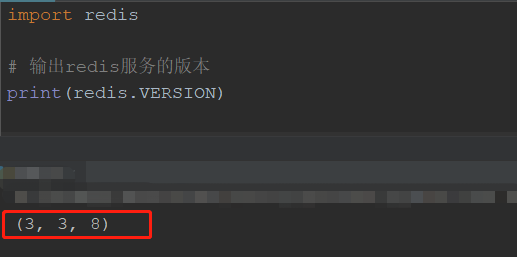 import redis
# 输出redis服务的版本
print(redis.VERSION)
(3, 3, 8)